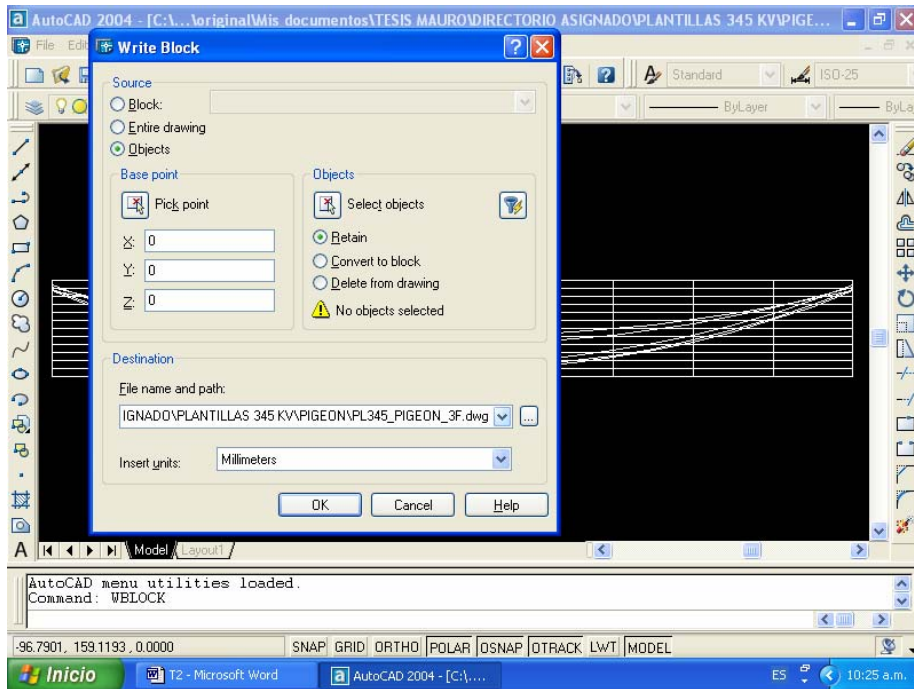 AutoCAD 2004 - [C:\...\original\Mis documentos\TESIS MAURO\DIRECTORIO ASIGNADO\PLANTILLAS 345 KV\PIGE...
File Edi
Write Block
Standard
ISO-25
ByLayer
ByLa
Source
Block:
Entire drawing
Objects
Base point
Pick point
X: 0
Y: 0
Z: 0
Objects
Select objects
Retain
Convert to block
Delete from drawing
No objects selected
Destination
File name and path:
IGNADO\PLANTILLAS 345 KV\PIGEON\PL345_PIGEON_3F.dwg
...
Insert units: Millimeters
OK Cancel Help
A
Model Layout1
AutoCAD menu utilities loaded.
Command: WBLOCK
-96.7901, 159.1193, 0.0000 SNAP GRID ORTHO POLAR OSNAP OTRACK LWT MODEL
Inicio T2 - Microsoft Word AutoCAD 2004 - [C:\.... ES 10:25 a.m.